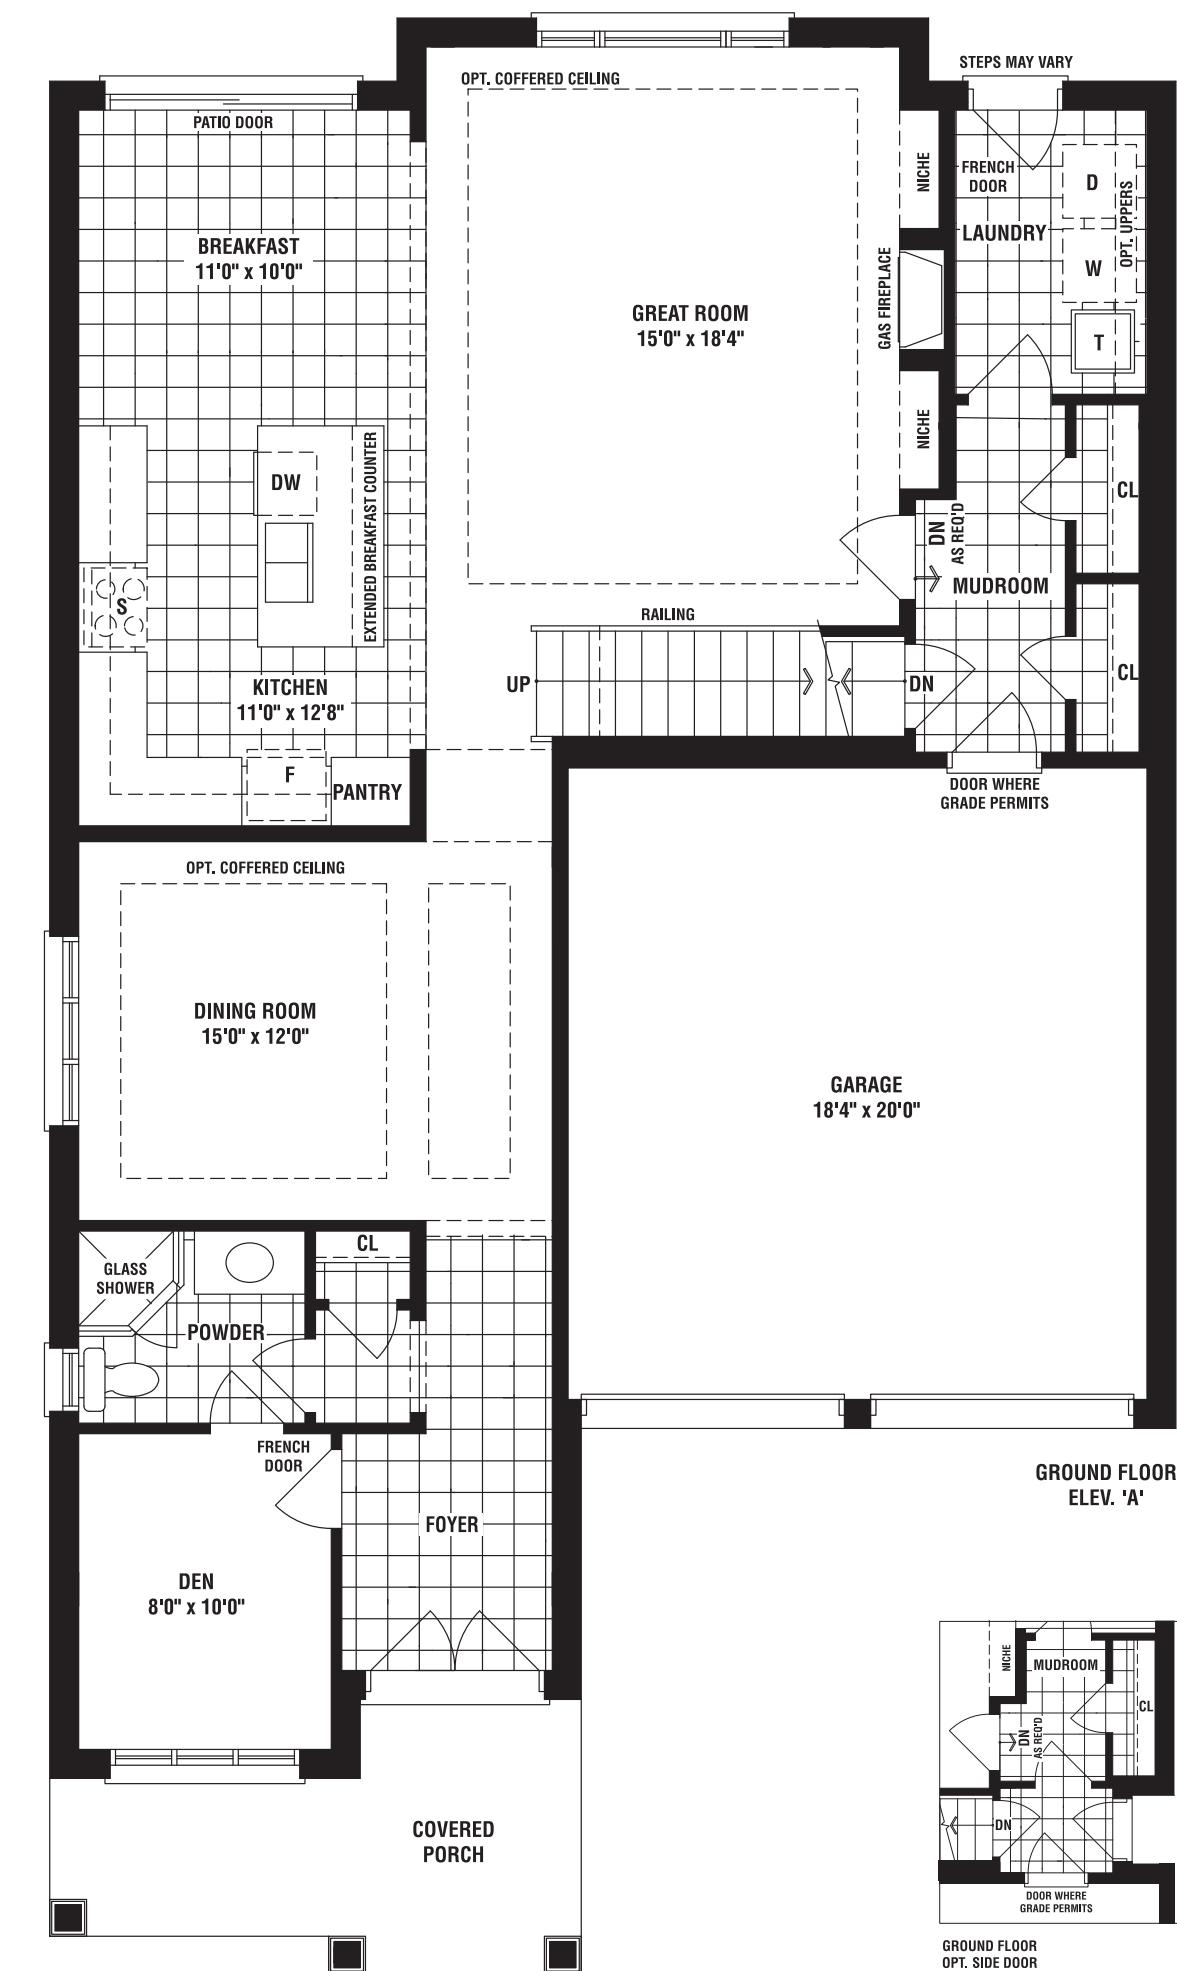 STEPS MAY VARY
OPT. COFFERED CEILING
PATIO DOOR
NICHE
FRENCH
DOOR
D
OPT. UPPERS
LAUNDRY
W
BREAKFAST
11'0" x 10'0"
GREAT ROOM
15'0" x 18'4"
GAS FIREPLACE
T
NICHE
DW
EXTENDED BREAKFAST COUNTER
CL
DN
AS REQ'D
MUDROOM
S
RAILING
KITCHEN
11'0" x 12'8"
UP
DN
CL
F
PANTRY
DOOR WHERE
GRADE PERMITS
OPT. COFFERED CEILING
DINING ROOM
15'0" x 12'0"
GARAGE
18'4" x 20'0"
CL
GLASS
SHOWER
POWDER
FRENCH
DOOR
GROUND FLOOR
ELEV. 'A'
FOYER
DEN
8'0" x 10'0"
COVERED
PORCH
NICHE
MUDROOM
CL
DN
AS REQ'D
DN
DOOR WHERE
GRADE PERMITS
GROUND FLOOR
OPT. SIDE DOOR